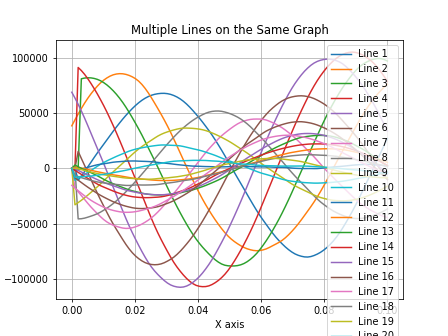 Multiple Lines on the Same Graph
100000
50000
0
−50000
−100000
0.00
0.02
0.04
0.06
X axis
Line 1
Line 2
Line 3
Line 4
Line 5
Line 6
Line 7
Line 8
Line 9
Line 10
Line 11
Line 12
Line 13
Line 14
Line 15
Line 16
Line 17
Line 18
Line 19